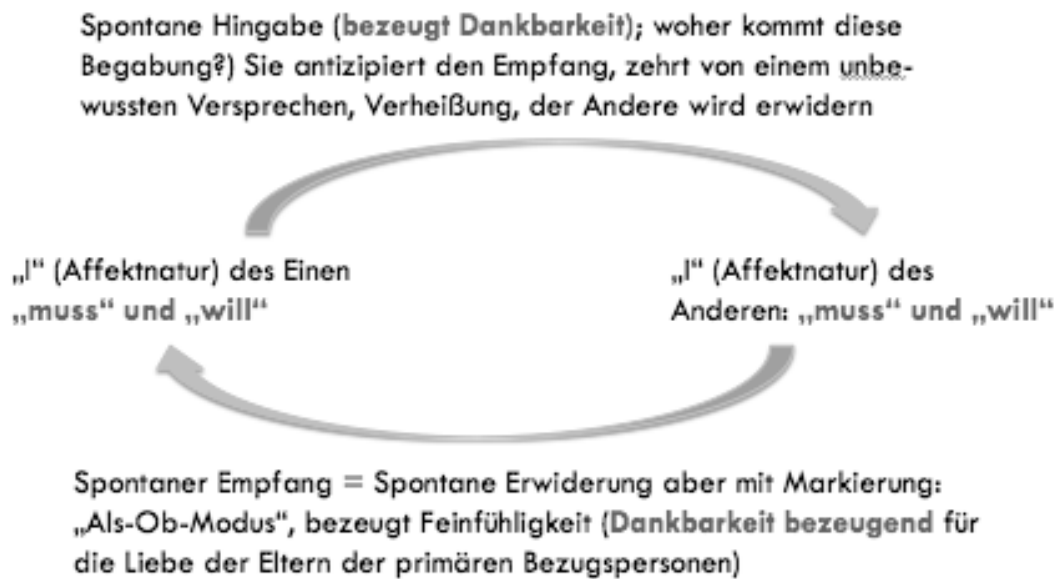 Spontane Hingabe (bezeugt Dankbarkeit); woher kommt diese
Begabung?) Sie antizipiert den Empfang, zehrt von einem unbe-
wussten Versprechen, Verheißung, der Andere wird erwidern
„I“ (Affektnatur) des Einen
„muss“ und „will“
„I“ (Affektnatur) des
Anderen: „muss“ und „will“
Spontaner Empfang = Spontane Erwiderung aber mit Markierung:
„Als-Ob-Modus“, bezeugt Feinfühligkeit (Dankbarkeit bezeugend für
die Liebe der Eltern der primären Bezugspersonen)